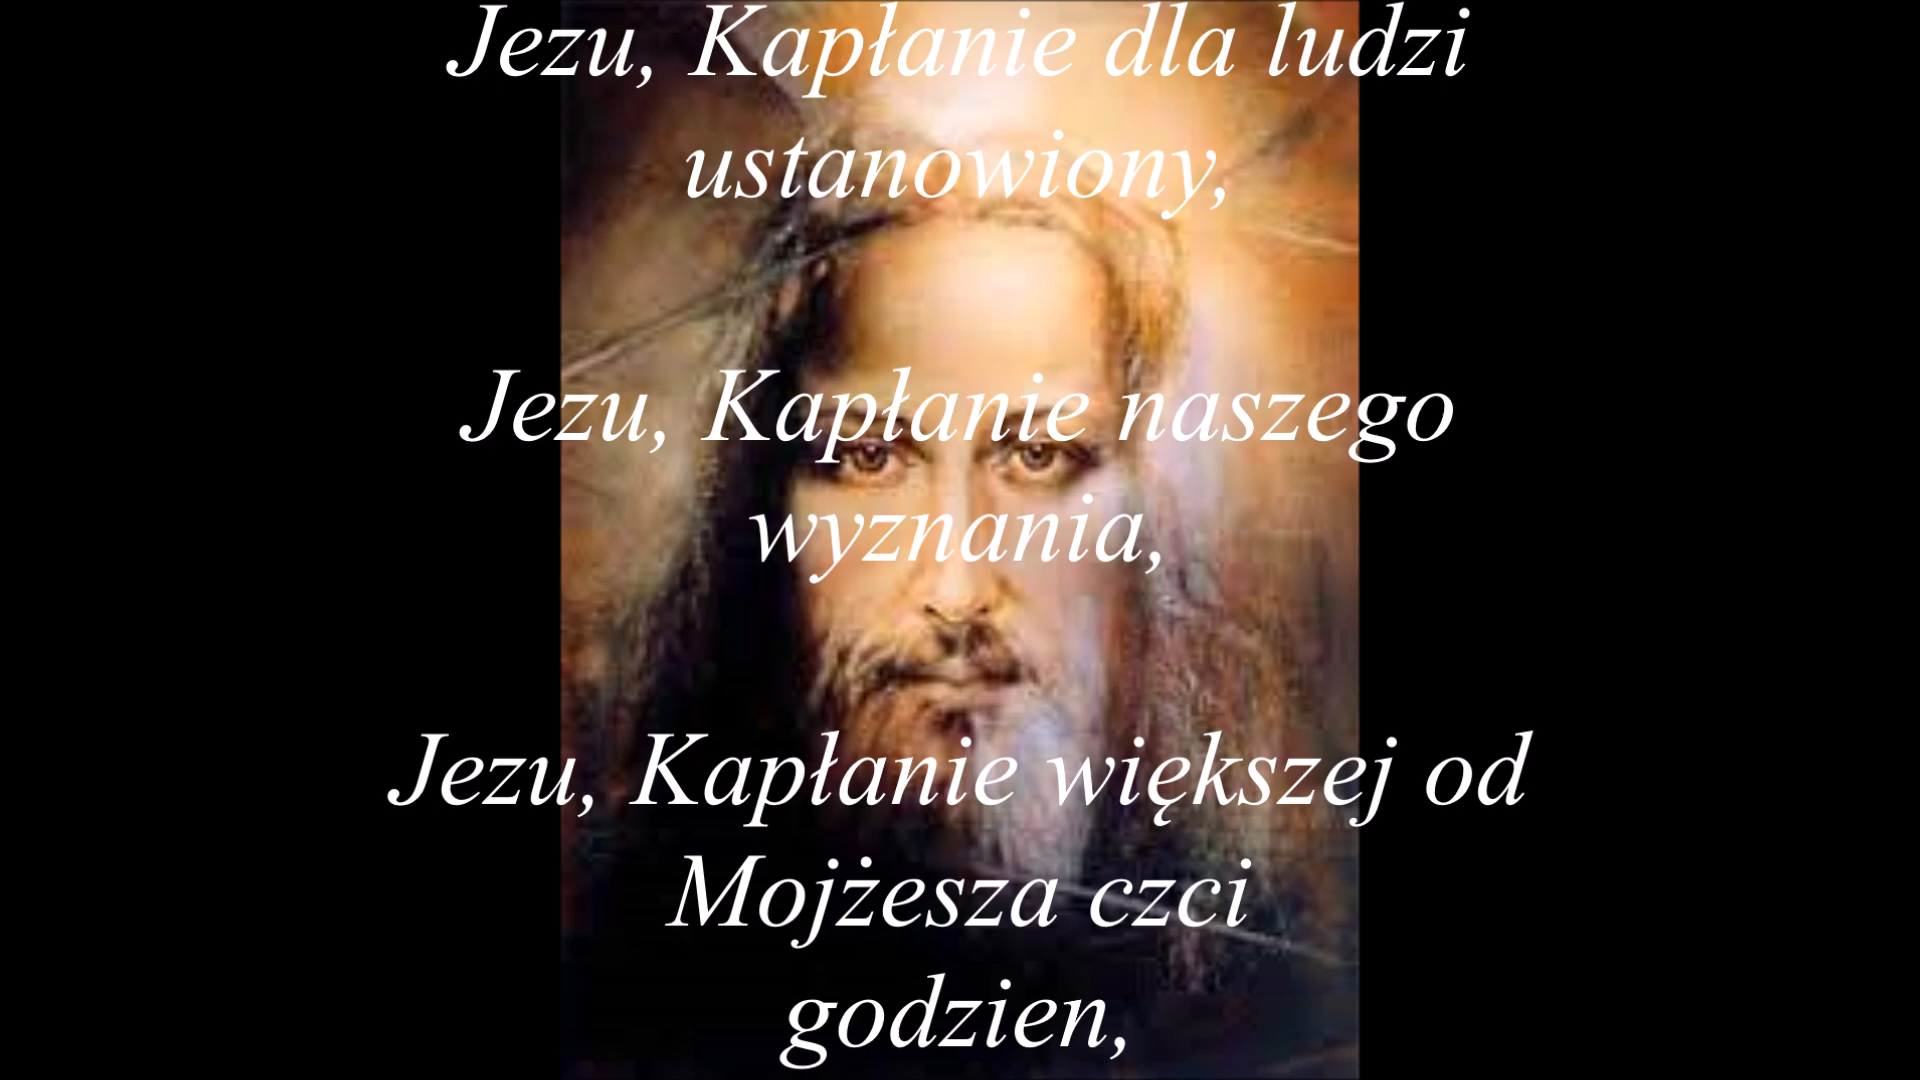 Jezu, Kapłanie dla ludzi
ustanowiony,
Jezu, Kapłanie naszego
wyznania,
Jezu, Kapłanie większej od
Mojżesza czci
godzien,